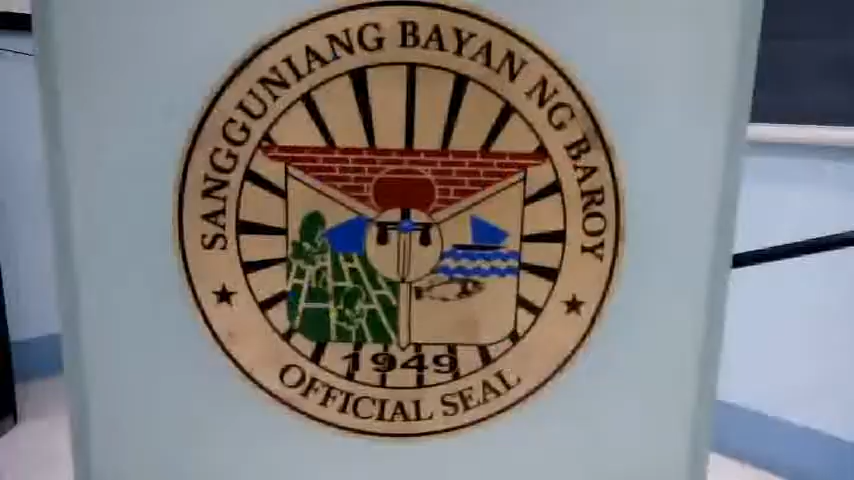 SANGGUNIANG BAYAN NG BAROY
1949
OFFICIAL SEAL